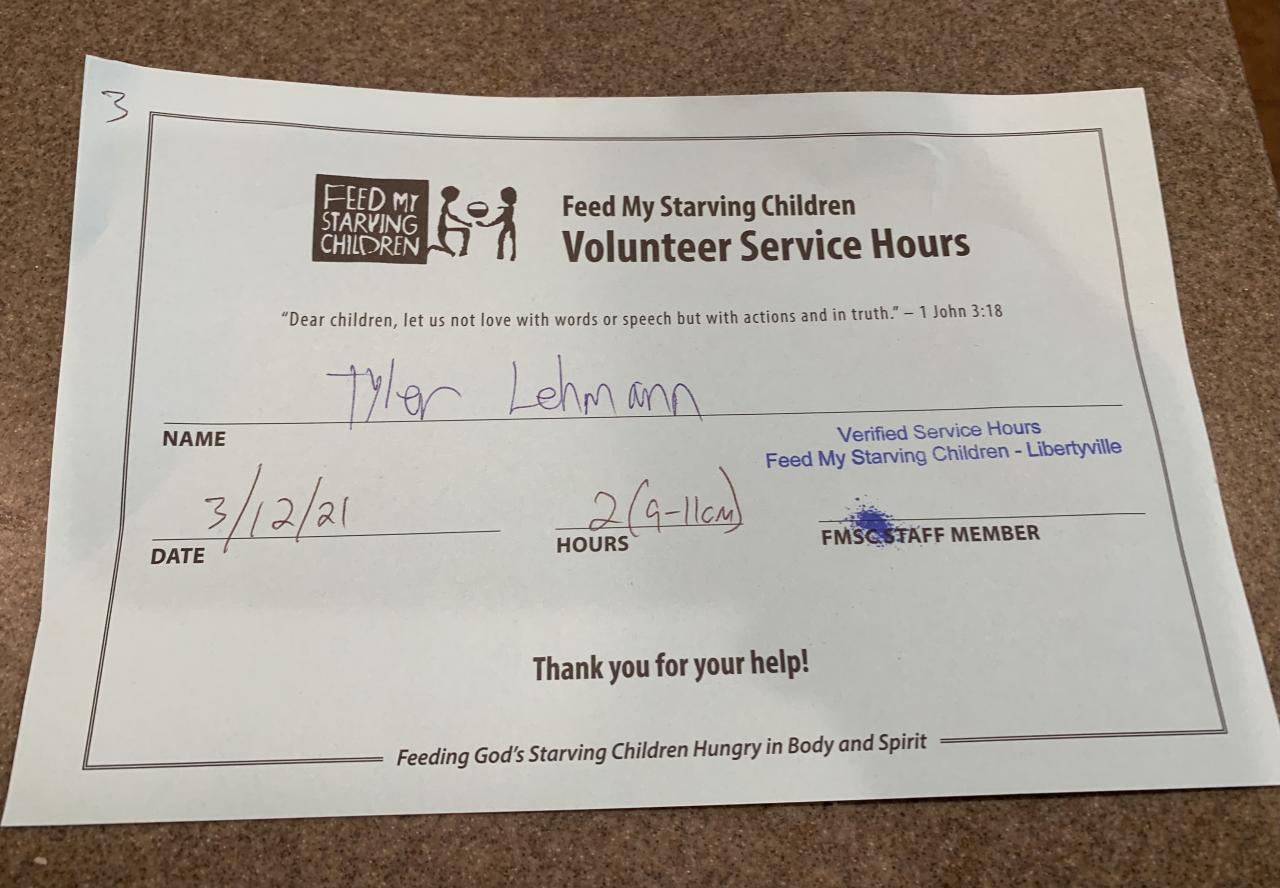 3
FEED MY
STARVING
CHILDREN
Feed My Starving Children
Volunteer Service Hours
“Dear children, let us not love with words or speech but with actions and in truth.” – 1 John 3:18
Tyler Lehmann
NAME
Verified Service Hours
Feed My Starving Children - Libertyville
3/12/21
2 (9-11am)
DATE
HOURS
FMSC STAFF MEMBER
Thank you for your help!
Feeding God's Starving Children Hungry in Body and Spirit